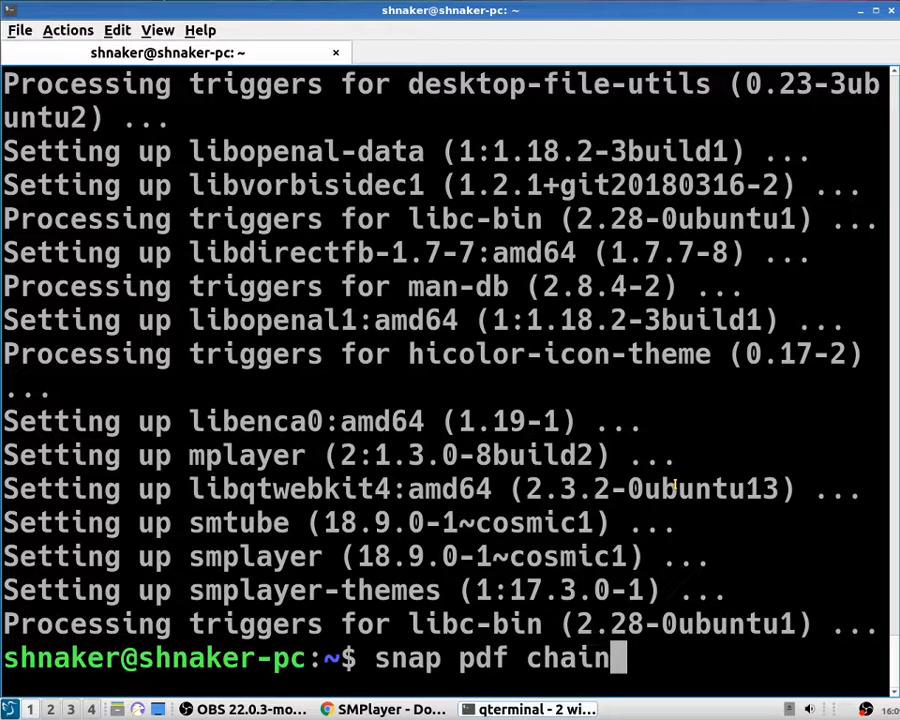 shnaker@shnaker-pc: ~
File Actions Edit View Help
shnaker@shnaker-pc: ~ ×
Processing triggers for desktop-file-utils (0.23-3ub
untu2) ...
Setting up libopenal-data (1:1.18.2-3build1) ...
Setting up libvorbisidec1 (1.2.1+git20180316-2) ...
Processing triggers for libc-bin (2.28-0ubuntu1) ...
Setting up libdirectfb-1.7-7:amd64 (1.7.7-8) ...
Processing triggers for man-db (2.8.4-2) ...
Setting up libopenal1:amd64 (1:1.18.2-3build1) ...
Processing triggers for hicolor-icon-theme (0.17-2)
...
Setting up libenca0:amd64 (1.19-1) ...
Setting up mplayer (2:1.3.0-8build2) ...
Setting up libqtwebkit4:amd64 (2.3.2-0ubuntu13) ...
Setting up smtube (18.9.0-1~cosmic1) ...
Setting up smplayer (18.9.0-1~cosmic1) ...
Setting up smplayer-themes (1:17.3.0-1) ...
Processing triggers for libc-bin (2.28-0ubuntu1) ...
shnaker@shnaker-pc:~$ snap pdf chain
1 2 3 4 OBS 22.0.3-mo... SMPlayer - Do... qterminal - 2 wi...